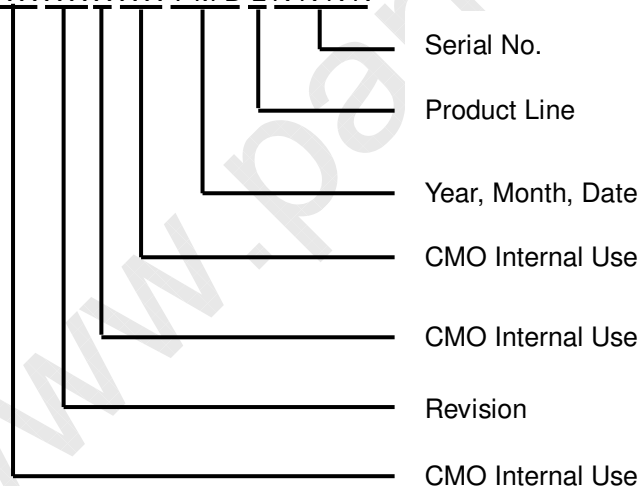 Serial No.
Product Line
Year, Month, Date
CMO Internal Use
CMO Internal Use
Revision
CMO Internal Use